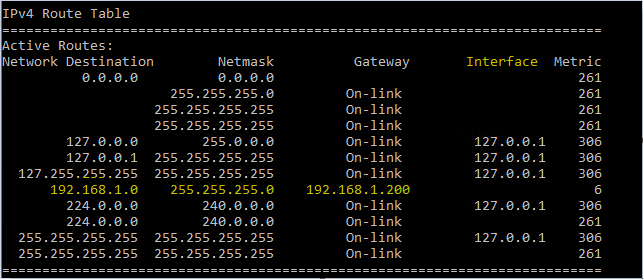 IPv4 Route Table
===========================================================================
Active Routes:
Network Destination        Netmask          Gateway       Interface  Metric
          0.0.0.0          0.0.0.0                                      261
                     255.255.255.0         On-link                      261
                   255.255.255.255         On-link                      261
                   255.255.255.255         On-link                      261
        127.0.0.0        255.0.0.0         On-link         127.0.0.1    306
        127.0.0.1  255.255.255.255         On-link         127.0.0.1    306
  127.255.255.255  255.255.255.255         On-link         127.0.0.1    306
      192.168.1.0    255.255.255.0    192.168.1.200                       6
        224.0.0.0        240.0.0.0         On-link         127.0.0.1    306
        224.0.0.0        240.0.0.0         On-link                      261
  255.255.255.255  255.255.255.255         On-link         127.0.0.1    306
  255.255.255.255  255.255.255.255         On-link                      261
===========================================================================